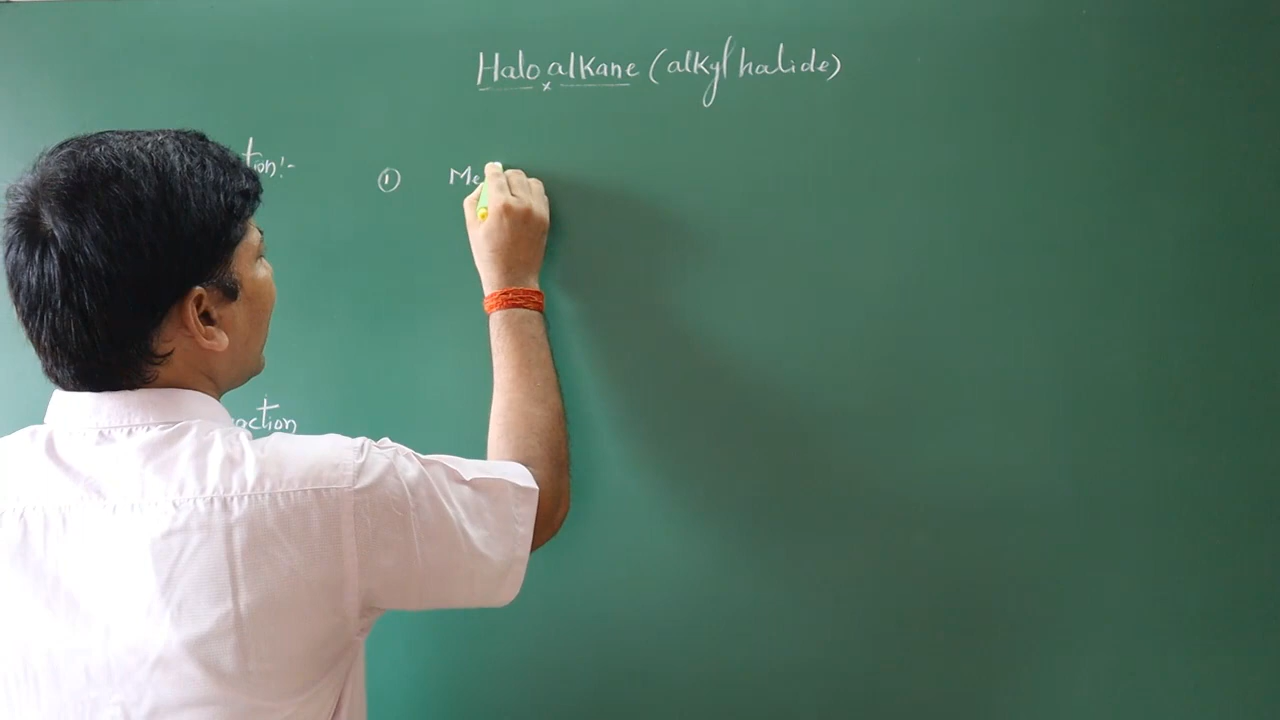 Halo alkane (alkyl halide)
x
tion:-
① Me
action